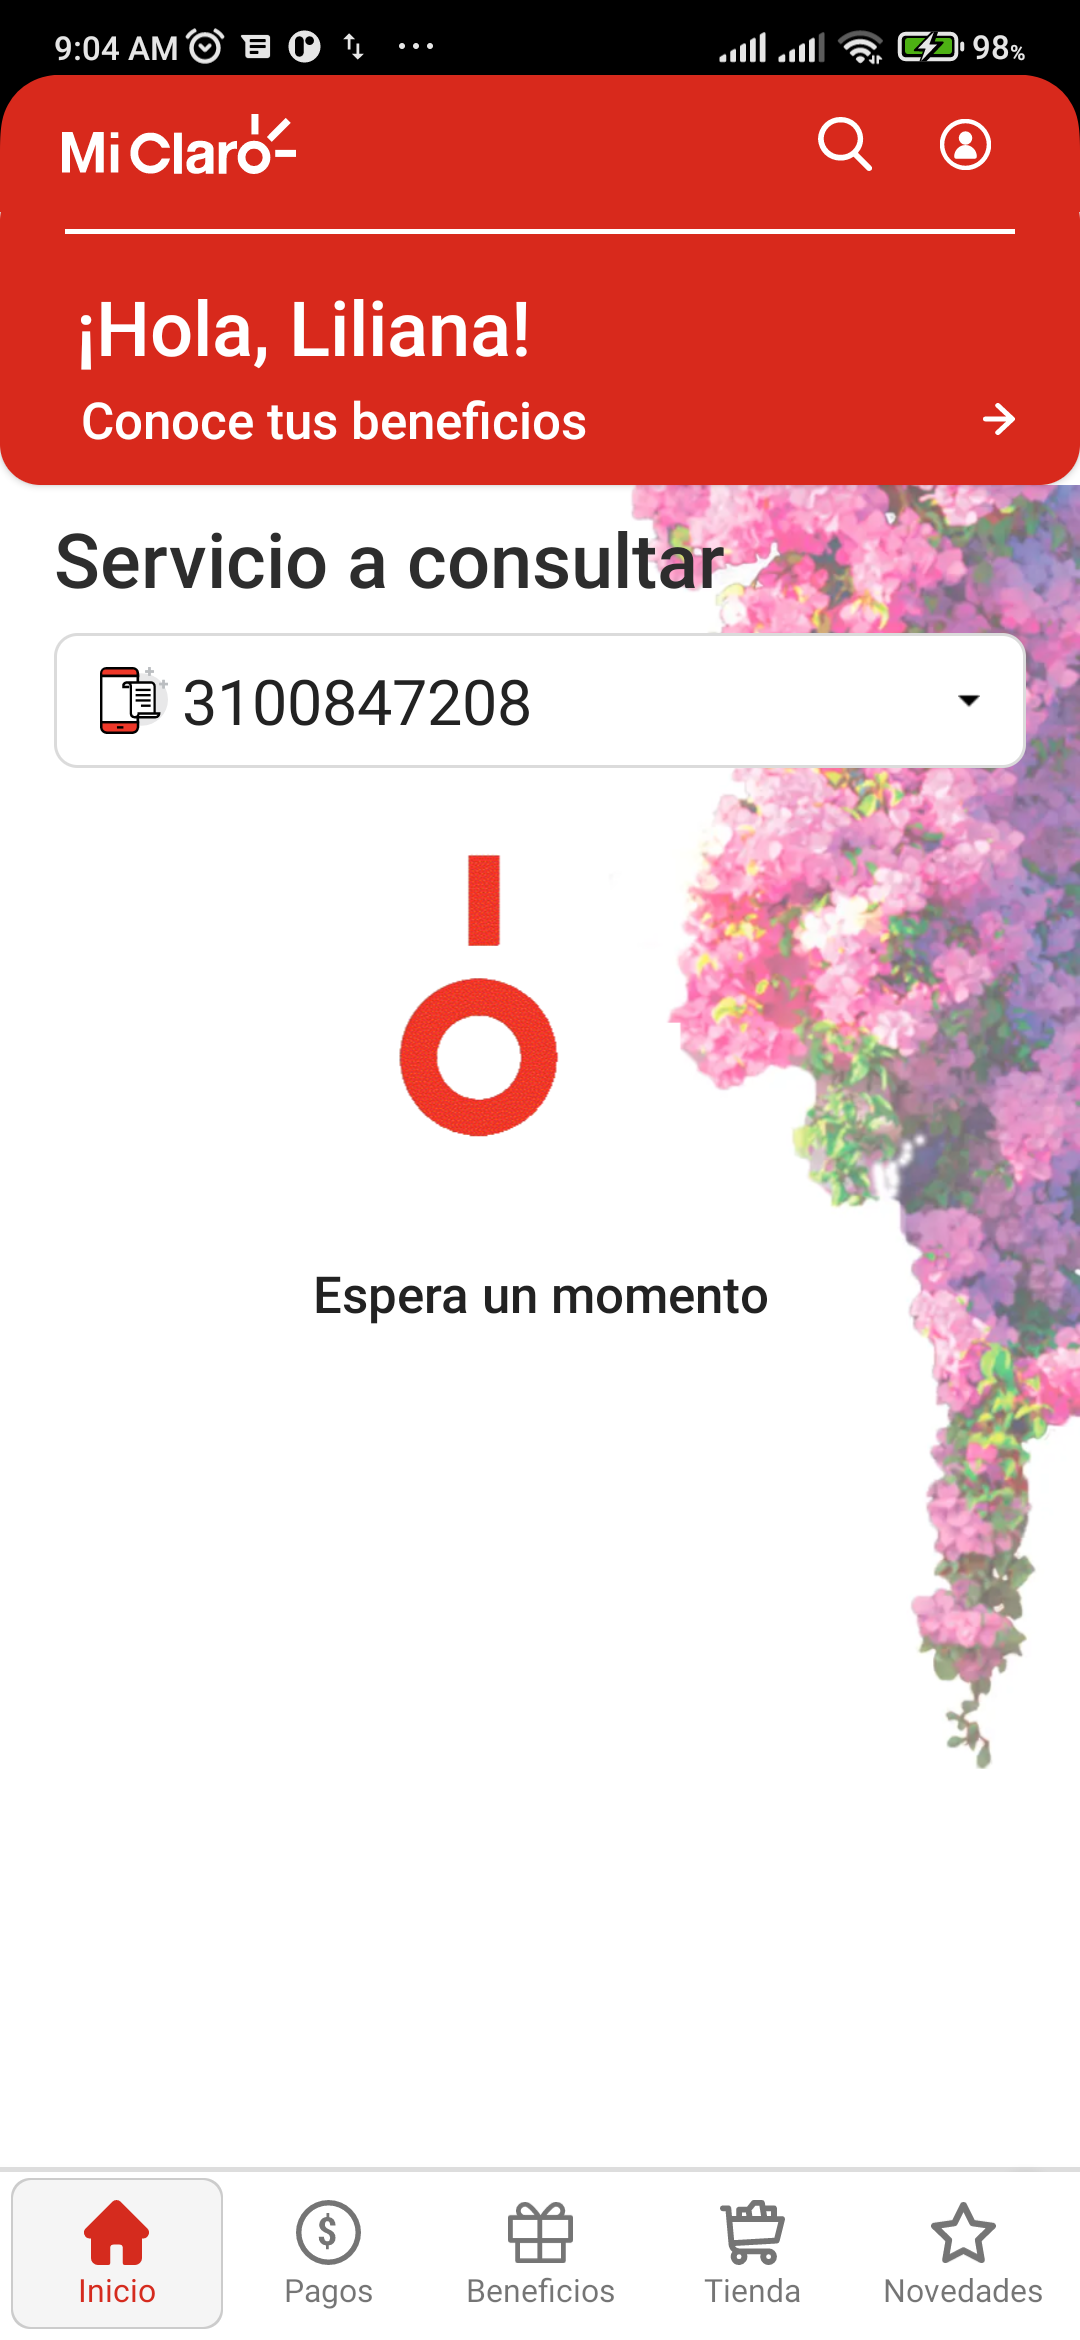 9:04 AM 98%
Mi Claro
¡Hola, Liliana!
Conoce tus beneficios
Servicio a consultar
3100847208
Espera un momento
Inicio Pagos Beneficios Tienda Novedades